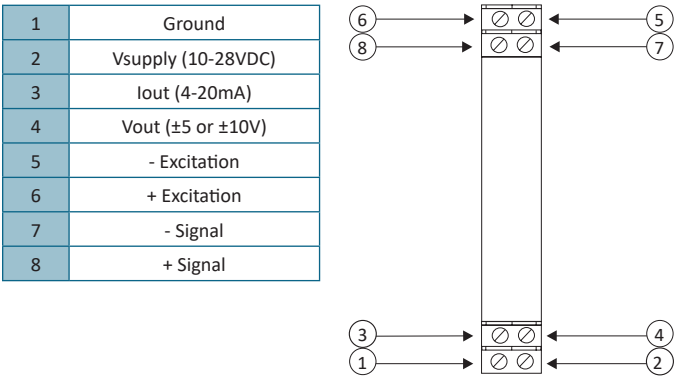 1 Ground
2 Vsupply (10-28VDC)
3 Iout (4-20mA)
4 Vout (±5 or ±10V)
5 - Excitation
6 + Excitation
7 - Signal
8 + Signal
6 5
8 7
3 4
1 2